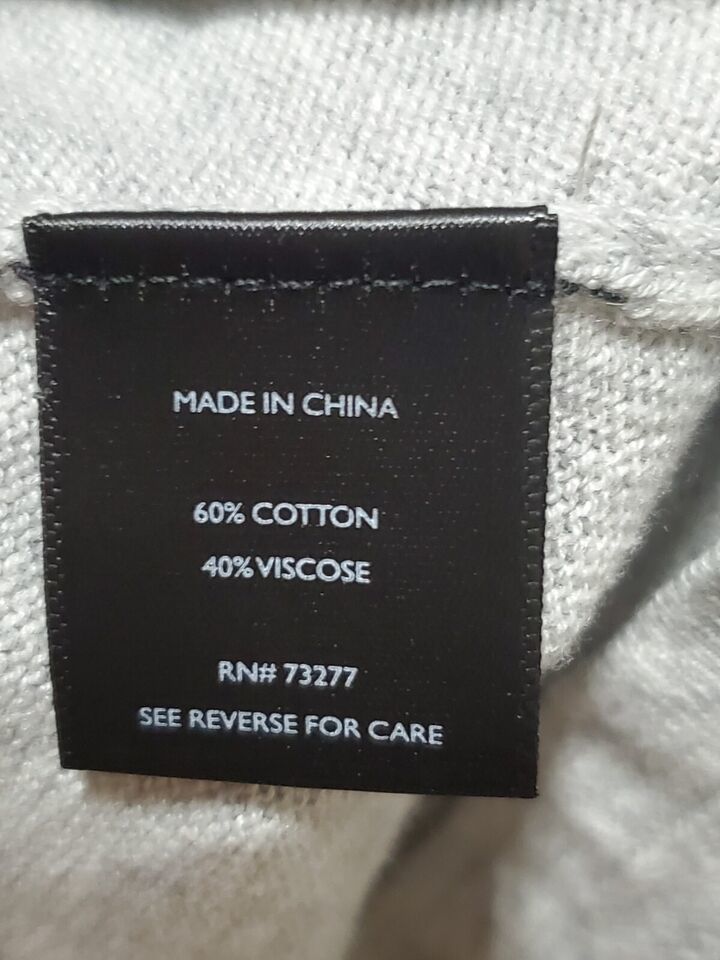 MADE IN CHINA
60% COTTON
40% VISCOSE
RN# 73277
SEE REVERSE FOR CARE